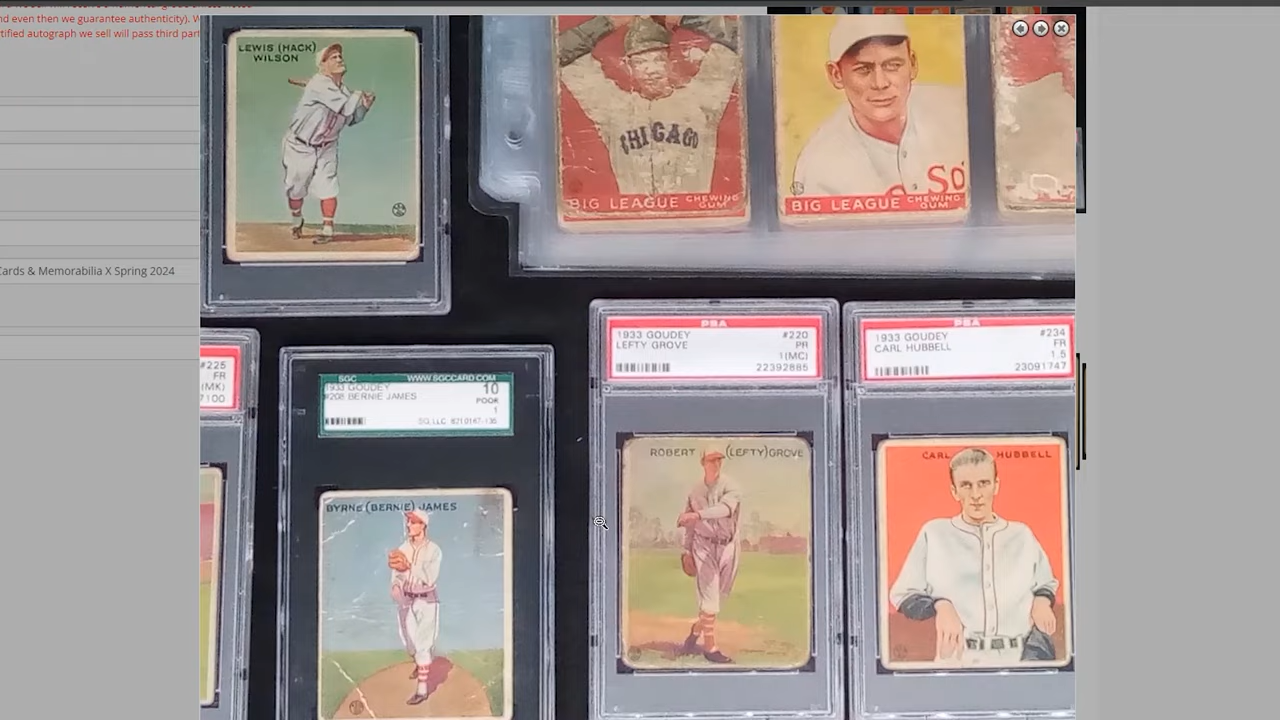 nd even then we guarantee authenticity). W
rtified autograph we sell will pass third part
Cards & Memorabilia X Spring 2024
LEWIS (HACK)
WILSON
CHICAGO
BIG LEAGUE CHEWING GUM
SO
BIG LEAGUE CHEWING GUM
#225
FR
(MK)
7100
SGC WWW.SGCCARD.COM
1933 GOUDEY
#208 BERNIE JAMES
10
POOR
1
BYRNE (BERNIE) JAMES
PSA
1933 GOUDEY #220
LEFTY GROVE PR
1(MC)
22392885
ROBERT (LEFTY) GROVE
PSA
1933 GOUDEY #234
CARL HUBBELL FR
1.5
23091747
CARL HUBBELL